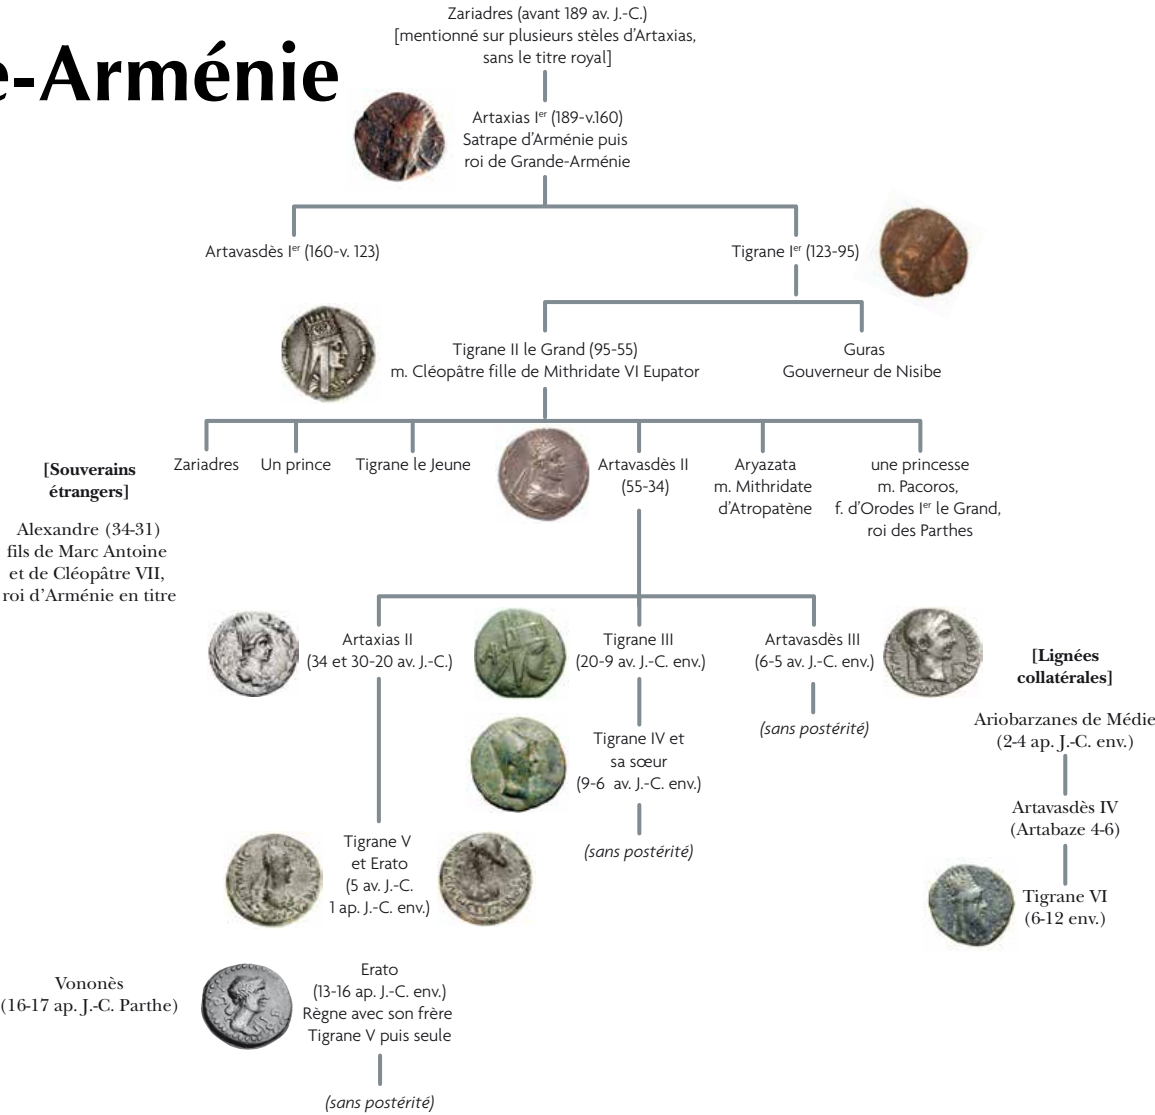 Zariadres (avant 189 av. J.-C.)
[mentionné sur plusieurs stèles d'Artaxias,
sans le titre royal]
e-Arménie
Artaxias Ier (189-v.160)
Satrape d'Arménie puis
roi de Grande-Arménie
Artavasdès Ier (160-v. 123)
Tigrane Ier (123-95)
Tigrane II le Grand (95-55)
m. Cléopâtre fille de Mithridate VI Eupator
Guras
Gouverneur de Nisibe
[Souverains
étrangers]
Alexandre (34-31)
fils de Marc Antoine
et de Cléopâtre VII,
roi d'Arménie en titre
Zariadres
Un prince
Tigrane le Jeune
Artavasdès II
(55-34)
Aryazata
m. Mithridate
d'Atropatène
une princesse
m. Pacoros,
f. d'Orodes Ier le Grand,
roi des Parthes
Artaxias II
(34 et 30-20 av. J.-C.)
Tigrane III
(20-9 av. J.-C. env.)
Artavasdès III
(6-5 av. J.-C. env.)
(sans postérité)
[Lignées
collatérales]
Ariobarzanes de Médie
(2-4 ap. J.-C. env.)
Tigrane IV et
sa sœur
(9-6 av. J.-C. env.)
(sans postérité)
Artavasdès IV
(Artabaze 4-6)
Tigrane V
et Erato
(5 av. J.-C.
1 ap. J.-C. env.)
Tigrane VI
(6-12 env.)
Vononès
(16-17 ap. J.-C. Parthe)
Erato
(13-16 ap. J.-C. env.)
Règne avec son frère
Tigrane V puis seule
(sans postérité)